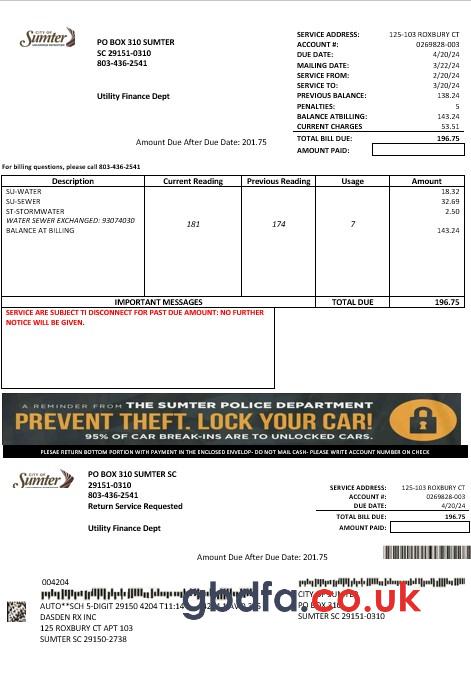 CITY OF
Sumter
PO BOX 310 SUMTER
SC 29151-0310
803-436-2541
Utility Finance Dept
SERVICE ADDRESS: 125-103 ROXBURY CT
ACCOUNT #: 0269828-003
DUE DATE: 4/20/24
MAILING DATE: 3/22/24
SERVICE FROM: 2/20/24
SERVICE TO: 3/20/24
PREVIOUS BALANCE: 138.24
PENALTIES: 5
BALANCE ATBILLING: 143.24
CURRENT CHARGES 53.51
TOTAL BILL DUE: 196.75
AMOUNT PAID:
Amount Due After Due Date: 201.75
For billing questions, please call 803-436-2541
Description Current Reading Previous Reading Usage Amount
SU-WATER 18.32
SU-SEWER 32.69
ST-STORMWATER 2.50
WATER SEWER EXCHANGED: 93074030 181 174 7
BALANCE AT BILLING 143.24
IMPORTANT MESSAGES TOTAL DUE 196.75
SERVICE ARE SUBJECT TI DISCONNECT FOR PAST DUE AMOUNT: NO FURTHER
NOTICE WILL BE GIVEN.
A REMINDER FROM THE SUMTER POLICE DEPARTMENT
PREVENT THEFT. LOCK YOUR CAR!
95% OF CAR BREAK-INS ARE TO UNLOCKED CARS.
PLESAE RETURN BOTTOM PORTION WITH PAYMENT IN THE ENCLOSED ENVELOP- DO NOT MAIL CASH- PLEASE WRITE ACCOUNT NUMBER ON CHECK
CITY OF
Sumter
PO BOX 310 SUMTER SC
29151-0310
803-436-2541
Return Service Requested
Utility Finance Dept
SERVICE ADDRESS: 125-103 ROXBURY CT
ACCOUNT #: 0269828-003
DUE DATE: 4/20/24
TOTAL BILL DUE: 196.75
AMOUNT PAID:
Amount Due After Due Date: 201.75
004204
AUTO**SCH 5-DIGIT 29150 4204 T11:14
DASDEN RX INC
125 ROXBURY CT APT 103
SUMTER SC 29150-2738
CITY OF SUMTER
PO BOX 310
SUMTER SC 29151-0310
gbdfa.co.uk